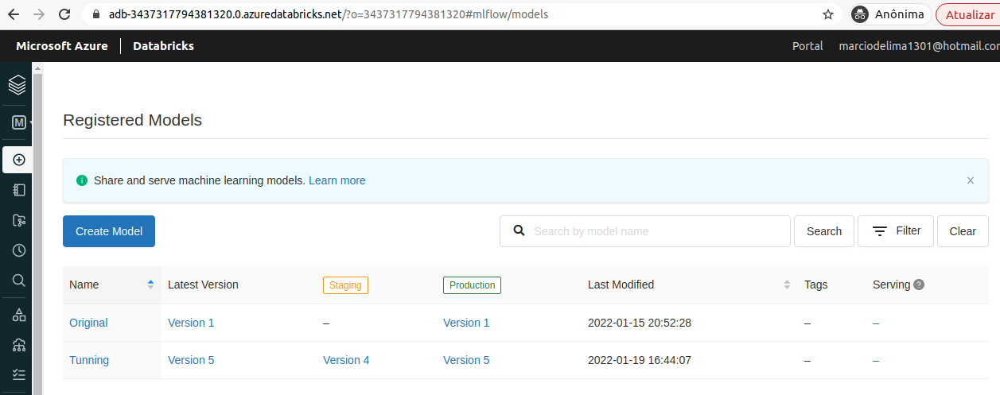 adb-3437317794381320.0.azuredatabricks.net/?o=3437317794381320#mlflow/models Anônima Atualizar
Microsoft Azure Databricks Portal marciodelima1301@hotmail.com
M
Registered Models
Share and serve machine learning models. Learn more
Create Model Search by model name Search Filter Clear
Name Latest Version Staging Production Last Modified Tags Serving ?
Original Version 1 – Version 1 2022-01-15 20:52:28 – –
Tunning Version 5 Version 4 Version 5 2022-01-19 16:44:07 – –